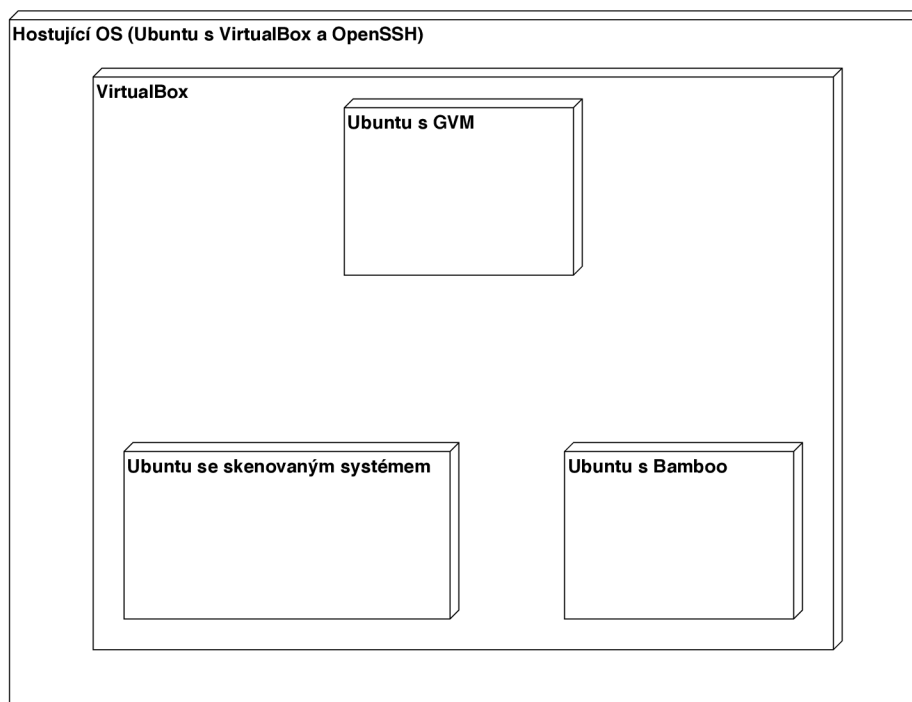 Hostující OS (Ubuntu s VirtualBox a OpenSSH)
VirtualBox
Ubuntu s GVM
Ubuntu se skenovaným systémem
Ubuntu s Bamboo